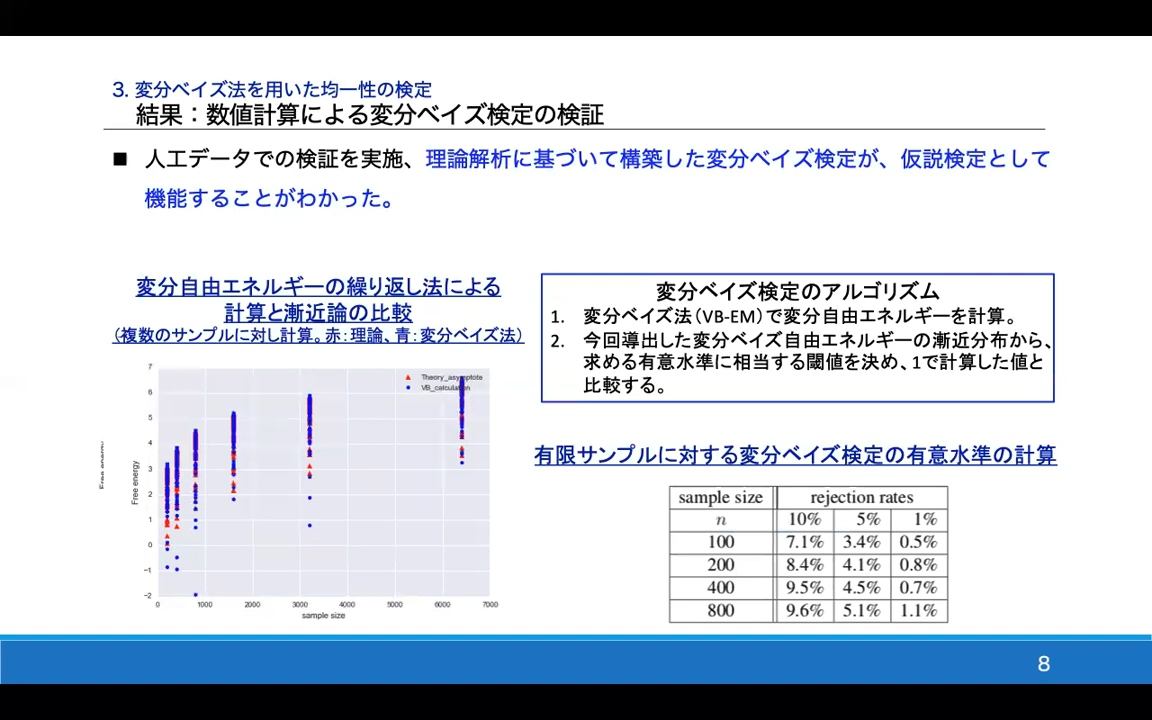 3. 変分ベイズ法を用いた均一性の検定
結果：数値計算による変分ベイズ検定の検証
■ 人工データでの検証を実施、理論解析に基づいて構築した変分ベイズ検定が、仮説検定として
機能することがわかった。
変分自由エネルギーの繰り返し法による
計算と漸近論の比較
（複数のサンプルに対し計算。赤：理論、青：変分ベイズ法）
変分ベイズ検定のアルゴリズム
1. 変分ベイズ法（VB-EM）で変分自由エネルギーを計算。
2. 今回導出した変分ベイズ自由エネルギーの漸近分布から、
求める有意水準に相当する閾値を決め、1で計算した値と
比較する。
Theory_asymptote
VB_calculation
7
6
5
4
3
2
1
0
−1
−2
Free energy
0 1000 2000 3000 4000 5000 6000 7000
sample size
有限サンプルに対する変分ベイズ検定の有意水準の計算
sample size rejection rates
n 10% 5% 1%
100 7.1% 3.4% 0.5%
200 8.4% 4.1% 0.8%
400 9.5% 4.5% 0.7%
800 9.6% 5.1% 1.1%
8